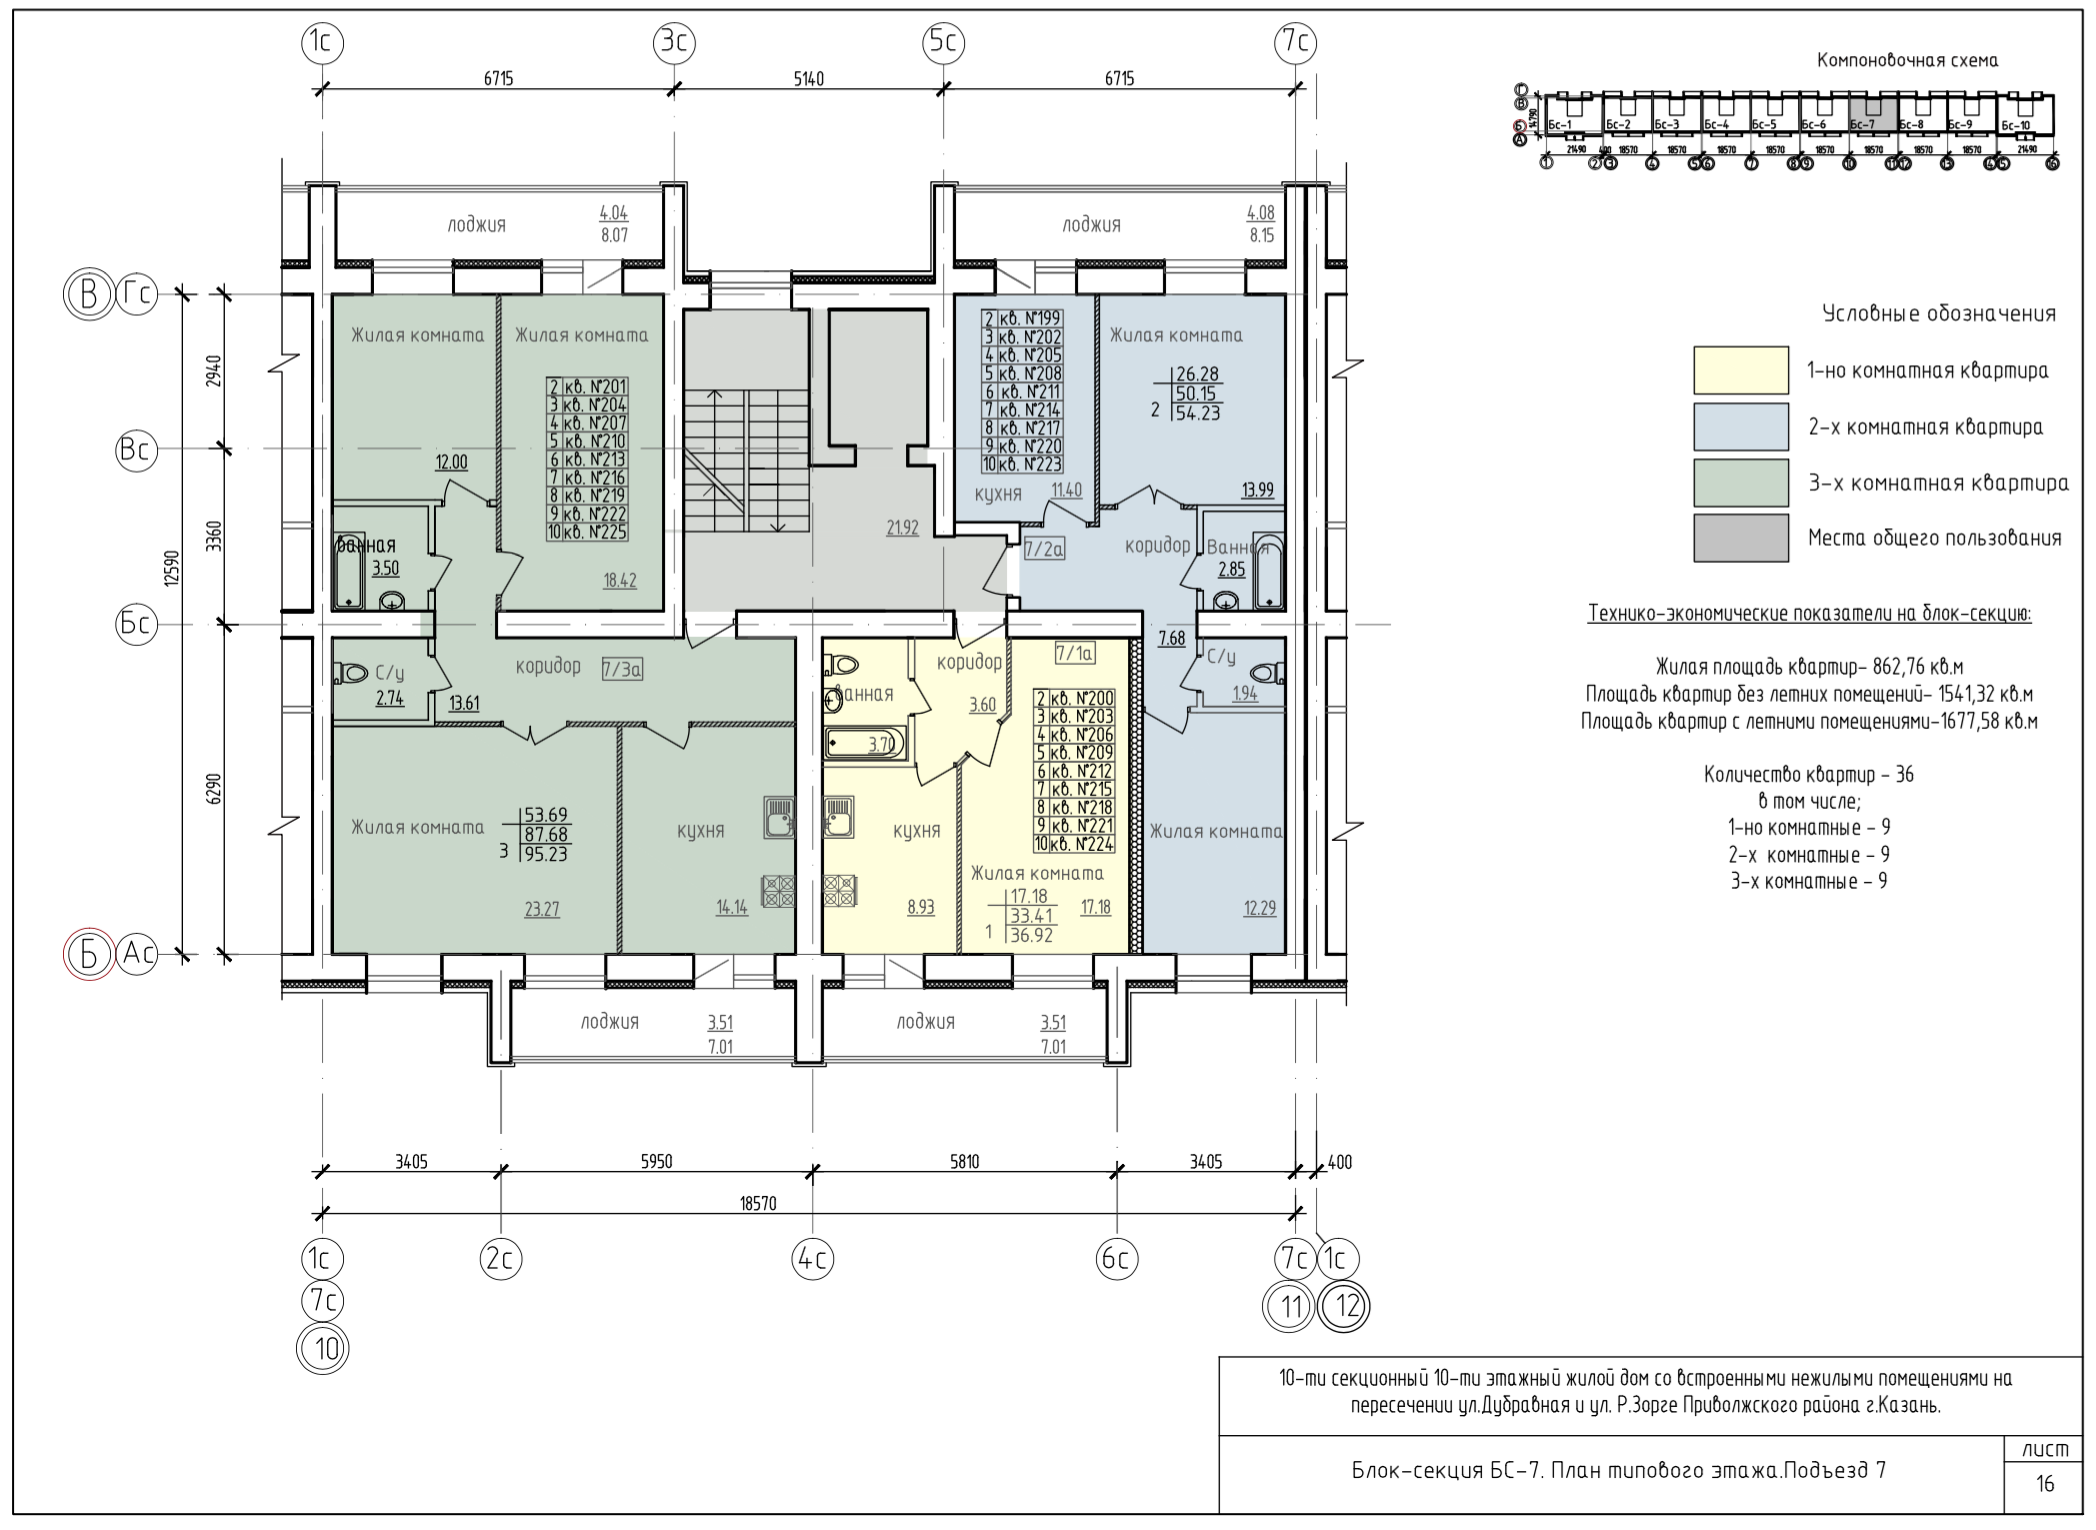 1с
3с
5с
7с
6715
5140
6715
Компоновочная схема
Г
В
Б
А
14790
Бс-1
Бс-2
Бс-3
Бс-4
Бс-5
Бс-6
Бс-7
Бс-8
Бс-9
Бс-10
21490
400
18570
18570
18570
18570
18570
18570
18570
18570
21490
1
2
3
4
5
6
7
8
9
10
11
12
13
14
15
16
лоджия
4.04
8.07
лоджия
4.08
8.15
В
Гс
Вс
Бс
Б
Ас
2940
3360
12590
6290
Жилая комната
12.00
Жилая комната
2 кв. №201
3 кв. №204
4 кв. №207
5 кв. №210
6 кв. №213
7 кв. №216
8 кв. №219
9 кв. №222
10 кв. №225
18.42
ванная
3.50
21.92
2 кв. №199
3 кв. №202
4 кв. №205
5 кв. №208
6 кв. №211
7 кв. №214
8 кв. №217
9 кв. №220
10 кв. №223
кухня
11.40
Жилая комната
26.28
2 50.15
54.23
13.99
7/2а
коридор
Ванная
2.85
7.68
С/у
1.94
С/у
2.74
13.61
коридор
7/3а
ванная
3.70
коридор
3.60
7/1а
2 кв. №200
3 кв. №203
4 кв. №206
5 кв. №209
6 кв. №212
7 кв. №215
8 кв. №218
9 кв. №221
10 кв. №224
Жилая комната
53.69
3 87.68
95.23
23.27
кухня
14.14
кухня
8.93
Жилая комната
17.18
1 33.41
36.92
17.18
Жилая комната
12.29
лоджия
3.51
7.01
лоджия
3.51
7.01
Условные обозначения
1-но комнатная квартира
2-х комнатная квартира
3-х комнатная квартира
Места общего пользования
Технико-экономические показатели на блок-секцию:
Жилая площадь квартир- 862,76 кв.м
Площадь квартир без летних помещений- 1541,32 кв.м
Площадь квартир с летними помещениями-1677,58 кв.м
Количество квартир - 36
в том числе;
1-но комнатные - 9
2-х комнатные - 9
3-х комнатные - 9
3405
5950
5810
3405
400
18570
1с
2с
4с
6с
7с
1с
7с
10
11
12
10-ти секционный 10-ти этажный жилой дом со встроенными нежилыми помещениями на
пересечении ул.Дубравная и ул. Р.Зорге Приволжского района г.Казань.
Блок-секция БС-7. План типового этажа.Подъезд 7
лист
16